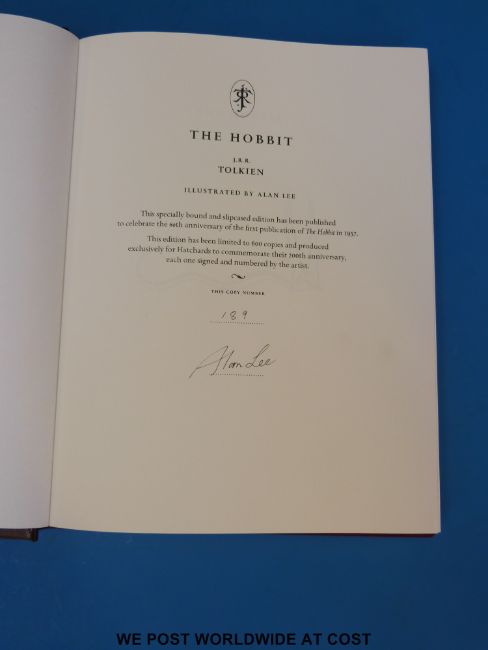 THE HOBBIT
J.R.R.
TOLKIEN
ILLUSTRATED BY ALAN LEE
This specially bound and slipcased edition has been published
to celebrate the 80th anniversary of the first publication of The Hobbit in 1937.
This edition has been limited to 600 copies and produced
exclusively for Hatchards to commemorate their 200th anniversary,
each one signed and numbered by the artist.
THIS COPY NUMBER
189
Alan Lee
WE POST WORLDWIDE AT COST